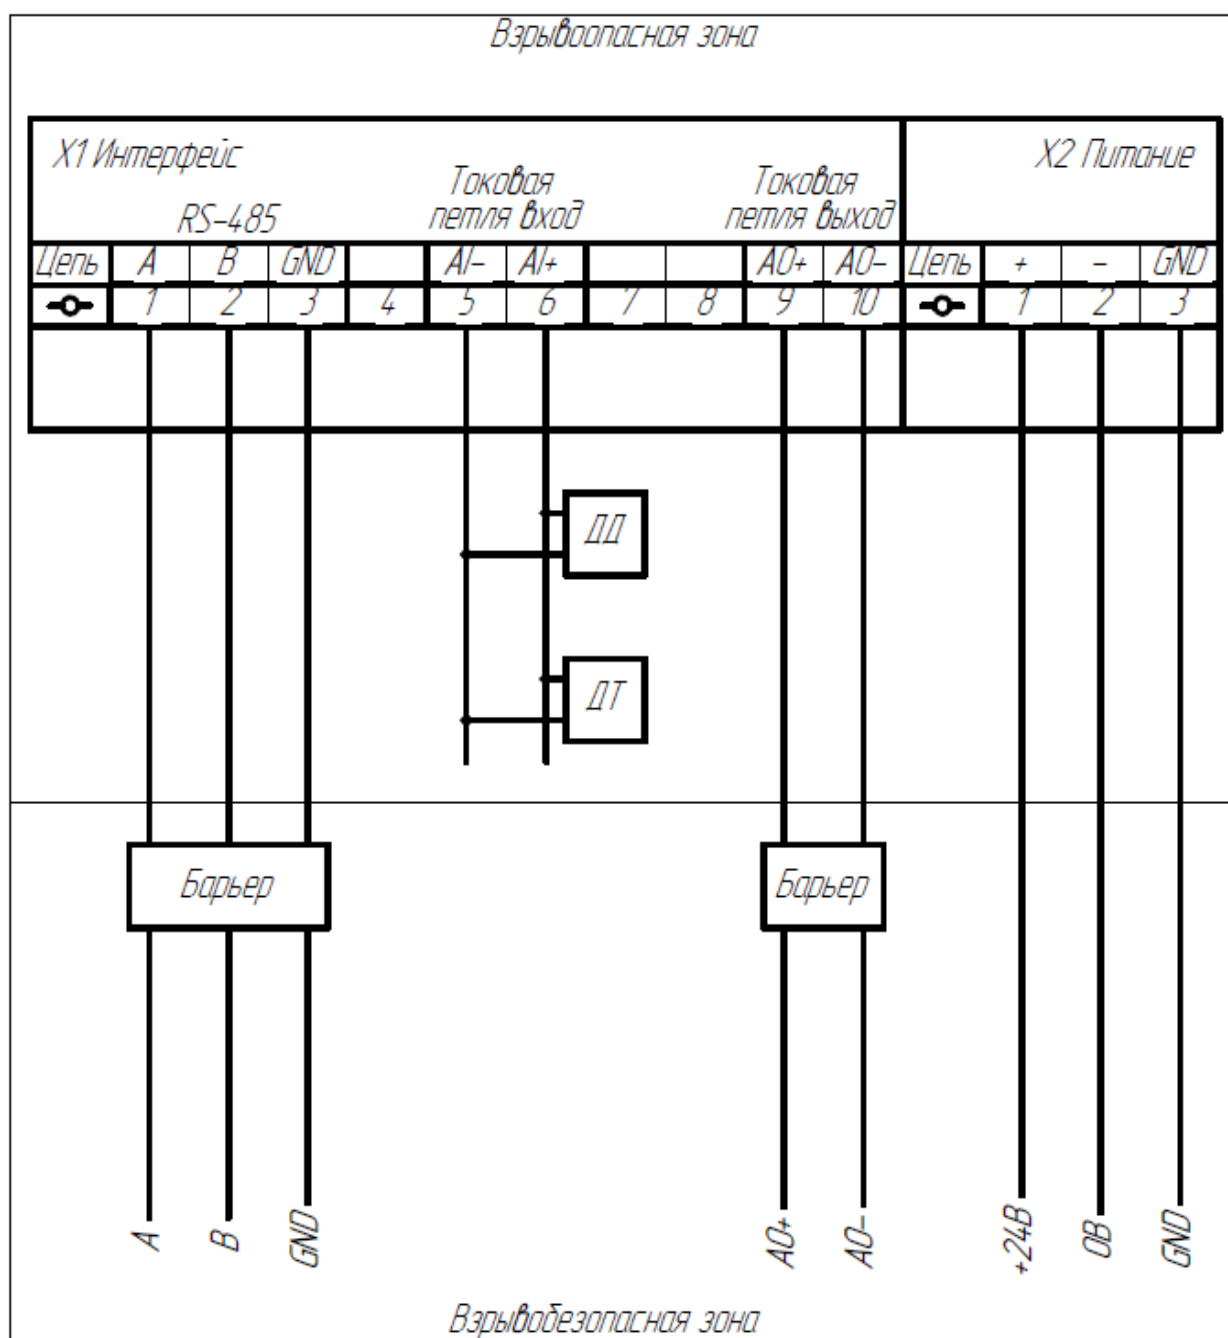 Взрывоопасная зона
X1 Интерфейс
X2 Питание
RS-485
Токовая
петля вход
Токовая
петля выход
Цепь A B GND AI- AI+ AO+ AO- Цепь + - GND
1 2 3 4 5 6 7 8 9 10 1 2 3
ДД
ДТ
Барьер
Барьер
A B GND AO+ AO- +24В 0В GND
Взрывобезопасная зона